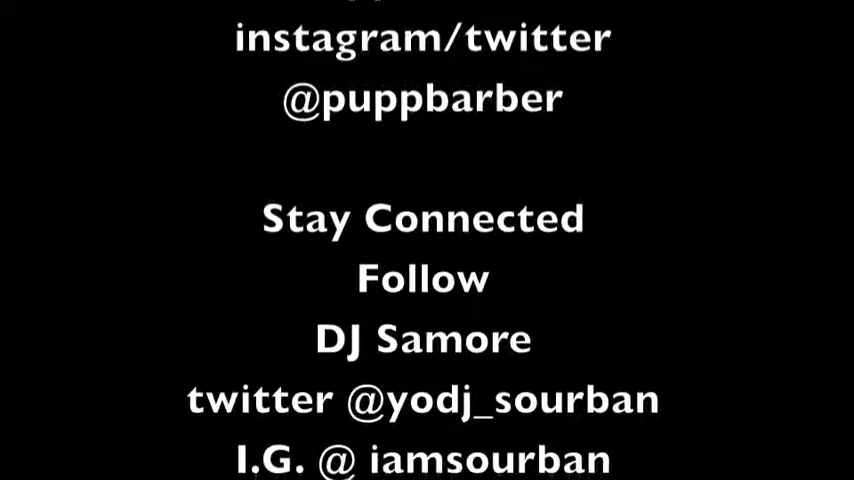 instagram/twitter
@puppbarber
Stay Connected
Follow
DJ Samore
twitter @yodj_sourban
I.G. @ iamsourban